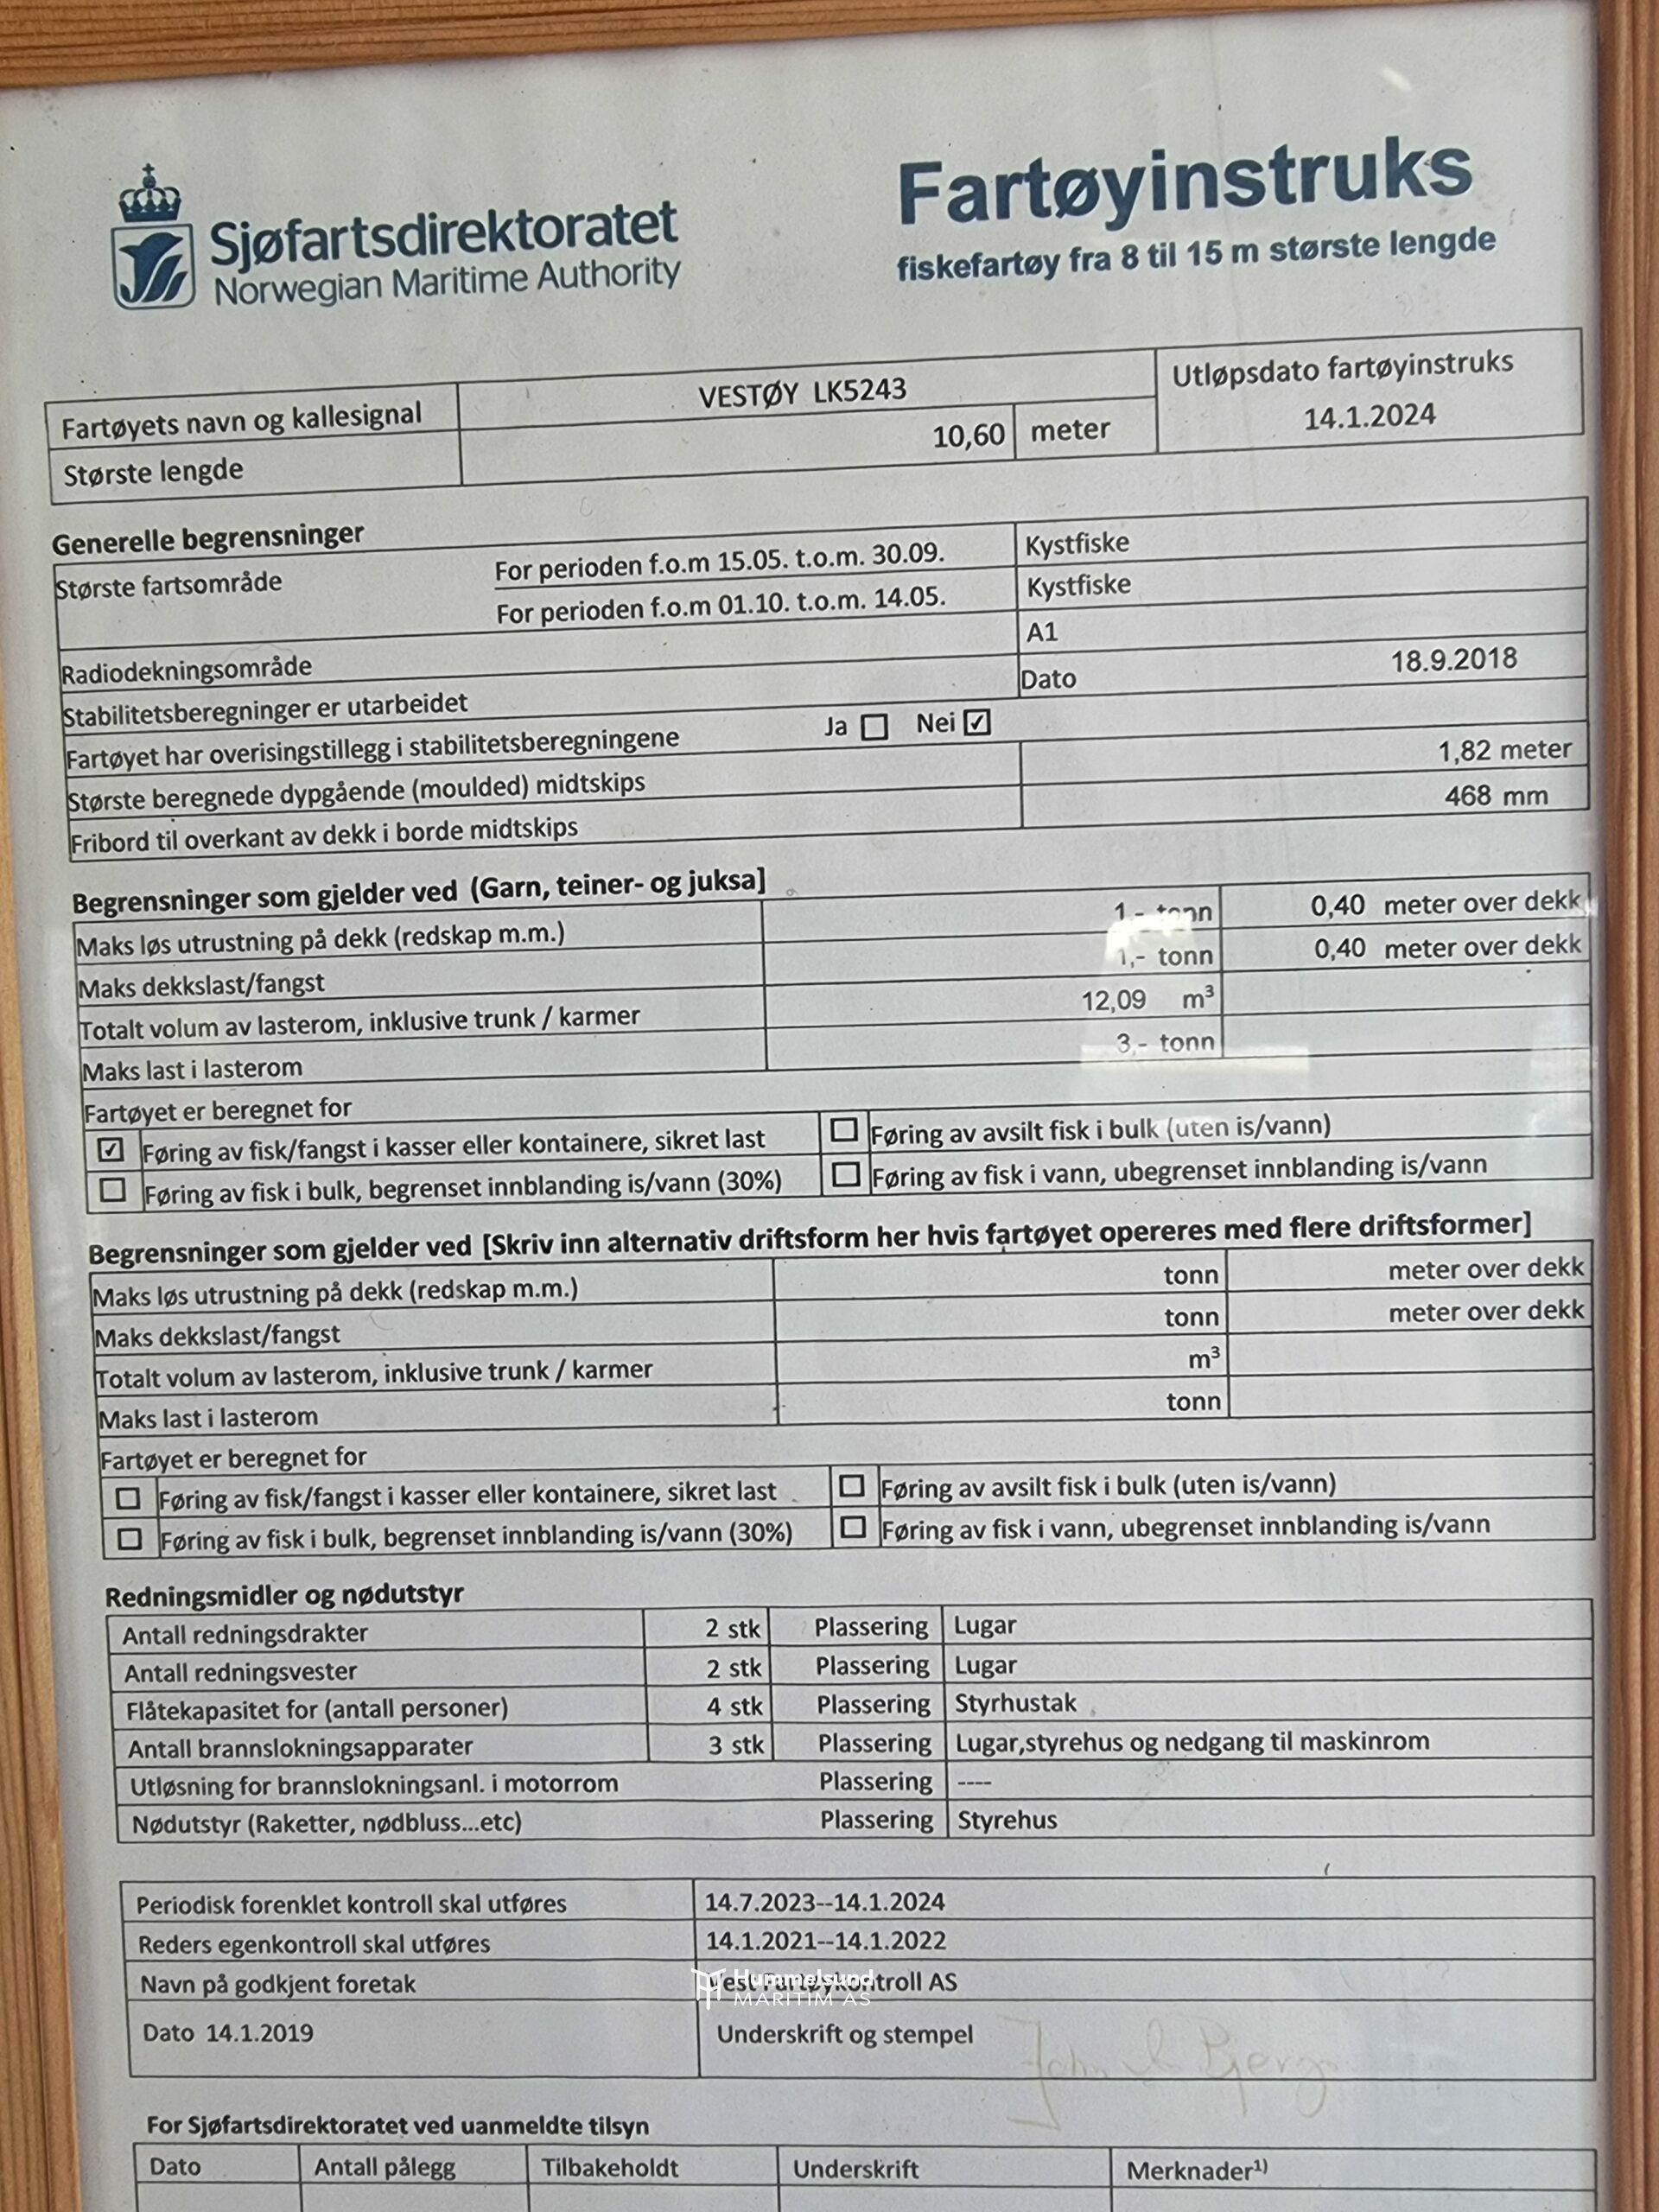 Sjøfartsdirektoratet
Norwegian Maritime Authority
Fartøyinstruks
fiskefartøy fra 8 til 15 m største lengde
Fartøyets navn og kallesignal VESTØY LK5243 Utløpsdato fartøyinstruks
Største lengde 10,60 meter 14.1.2024
Generelle begrensninger
Største fartsområde For perioden f.o.m 15.05. t.o.m. 30.09. Kystfiske
For perioden f.o.m 01.10. t.o.m. 14.05. Kystfiske
Radiodekningsområde A1
Stabilitetsberegninger er utarbeidet Dato 18.9.2018
Fartøyet har overisingstillegg i stabilitetsberegningene Ja ☐ Nei ☑
Største beregnede dypgående (moulded) midtskips 1,82 meter
Fribord til overkant av dekk i borde midtskips 468 mm
Begrensninger som gjelder ved (Garn, teiner- og juksa]
Maks løs utrustning på dekk (redskap m.m.) 1,- tonn 0,40 meter over dekk
Maks dekkslast/fangst 1,- tonn 0,40 meter over dekk
Totalt volum av lasterom, inklusive trunk / karmer 12,09 m³
Maks last i lasterom 3,- tonn
Fartøyet er beregnet for
☑ Føring av fisk/fangst i kasser eller kontainere, sikret last ☐ Føring av avsilt fisk i bulk (uten is/vann)
☐ Føring av fisk i bulk, begrenset innblanding is/vann (30%) ☐ Føring av fisk i vann, ubegrenset innblanding is/vann
Begrensninger som gjelder ved [Skriv inn alternativ driftsform her hvis fartøyet opereres med flere driftsformer]
Maks løs utrustning på dekk (redskap m.m.) tonn meter over dekk
Maks dekkslast/fangst tonn meter over dekk
Totalt volum av lasterom, inklusive trunk / karmer m³
Maks last i lasterom tonn
Fartøyet er beregnet for
☐ Føring av fisk/fangst i kasser eller kontainere, sikret last ☐ Føring av avsilt fisk i bulk (uten is/vann)
☐ Føring av fisk i bulk, begrenset innblanding is/vann (30%) ☐ Føring av fisk i vann, ubegrenset innblanding is/vann
Redningsmidler og nødutstyr
Antall redningsdrakter 2 stk Plassering Lugar
Antall redningsvester 2 stk Plassering Lugar
Flåtekapasitet for (antall personer) 4 stk Plassering Styrhustak
Antall brannslokningsapparater 3 stk Plassering Lugar,styrehus og nedgang til maskinrom
Utløsning for brannslokningsanl. i motorrom Plassering ----
Nødutstyr (Raketter, nødbluss...etc) Plassering Styrehus
Periodisk forenklet kontroll skal utføres 14.7.2023--14.1.2024
Reders egenkontroll skal utføres 14.1.2021--14.1.2022
Navn på godkjent foretak Vest Fartøykontroll AS
Hummelsund
MARITIM AS
Dato 14.1.2019 Underskrift og stempel
For Sjøfartsdirektoratet ved uanmeldte tilsyn
Dato Antall pålegg Tilbakeholdt Underskrift Merknader¹⁾